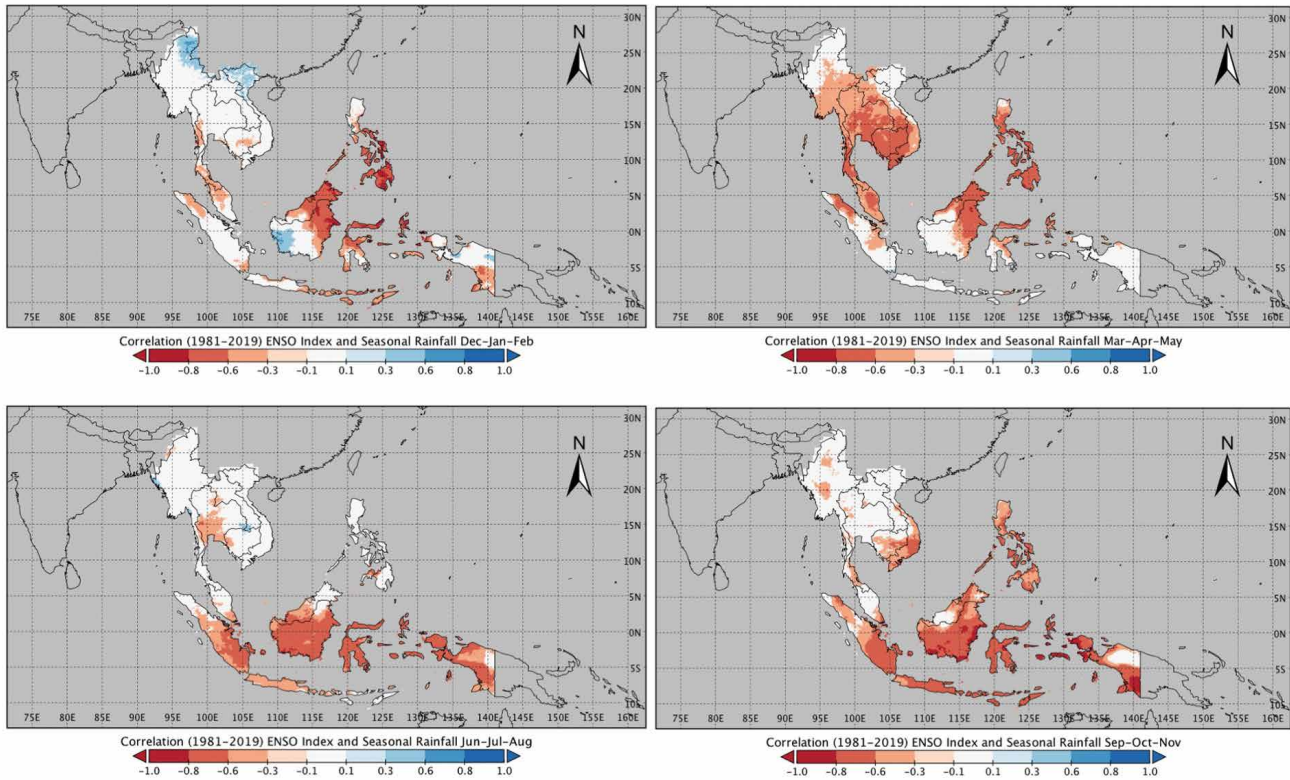 N
30N
25N
20N
15N
10N
5N
0N
5S
10S
75E 80E 85E 90E 95E 100E 105E 110E 115E 120E 125E 130E 135E 140E 145E 150E 155E 160E
Correlation (1981-2019) ENSO Index and Seasonal Rainfall Dec-Jan-Feb
-1.0 -0.8 -0.6 -0.3 -0.1 0.1 0.3 0.6 0.8 1.0
N
30N
25N
20N
15N
10N
5N
0N
5S
10S
75E 80E 85E 90E 95E 100E 105E 110E 115E 120E 125E 130E 135E 140E 145E 150E 155E 160E
Correlation (1981-2019) ENSO Index and Seasonal Rainfall Mar-Apr-May
-1.0 -0.8 -0.6 -0.3 -0.1 0.1 0.3 0.6 0.8 1.0
N
30N
25N
20N
15N
10N
5N
0N
5S
10S
75E 80E 85E 90E 95E 100E 105E 110E 115E 120E 125E 130E 135E 140E 145E 150E 155E 160E
Correlation (1981-2019) ENSO Index and Seasonal Rainfall Jun-Jul-Aug
-1.0 -0.8 -0.6 -0.3 -0.1 0.1 0.3 0.6 0.8 1.0
N
30N
25N
20N
15N
10N
5N
0N
5S
10S
75E 80E 85E 90E 95E 100E 105E 110E 115E 120E 125E 130E 135E 140E 145E 150E 155E 160E
Correlation (1981-2019) ENSO Index and Seasonal Rainfall Sep-Oct-Nov
-1.0 -0.8 -0.6 -0.3 -0.1 0.1 0.3 0.6 0.8 1.0